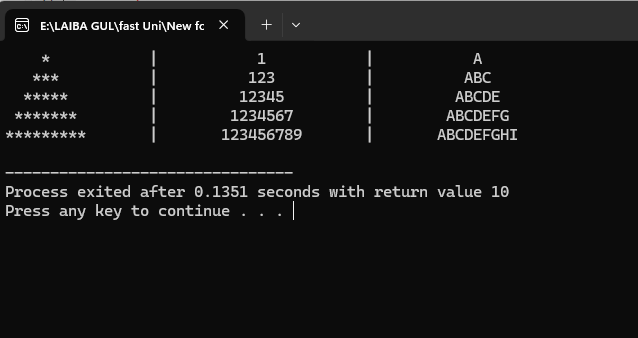 E:\LAIBA GUL\fast Uni\New fc
* | 1 | A
*** | 123 | ABC
***** | 12345 | ABCDE
******* | 1234567 | ABCDEFG
********* | 123456789 | ABCDEFGHI
--------------------------------
Process exited after 0.1351 seconds with return value 10
Press any key to continue . . .